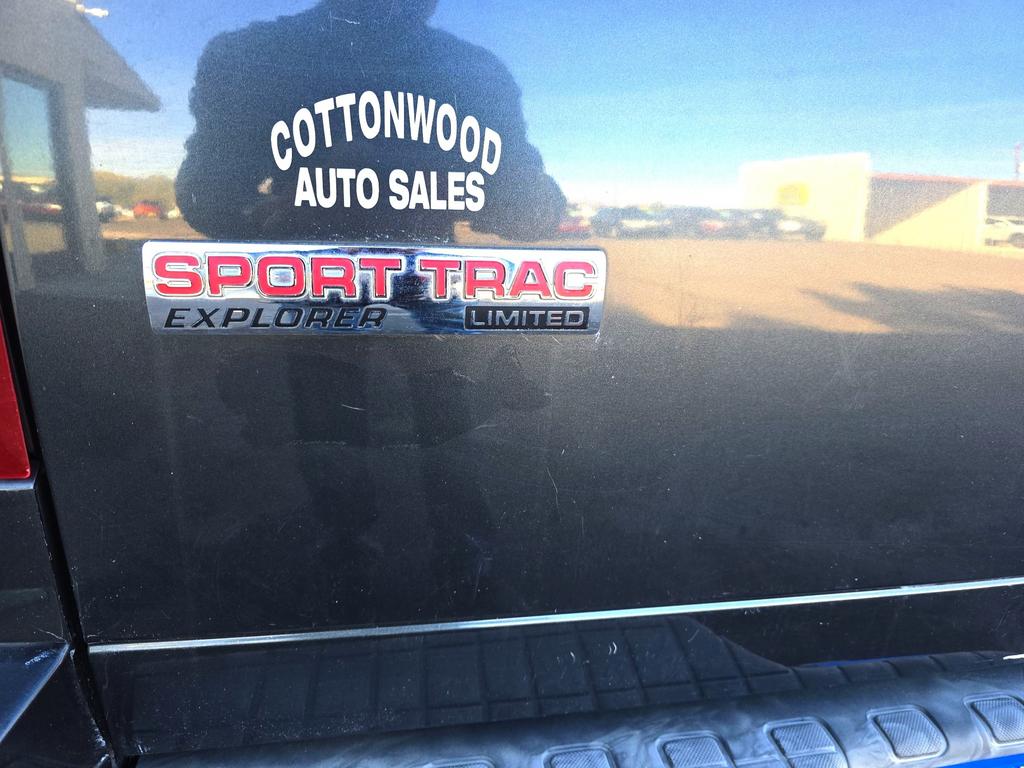 COTTONWOOD
AUTO SALES
SPORT TRAC
EXPLORER LIMITED